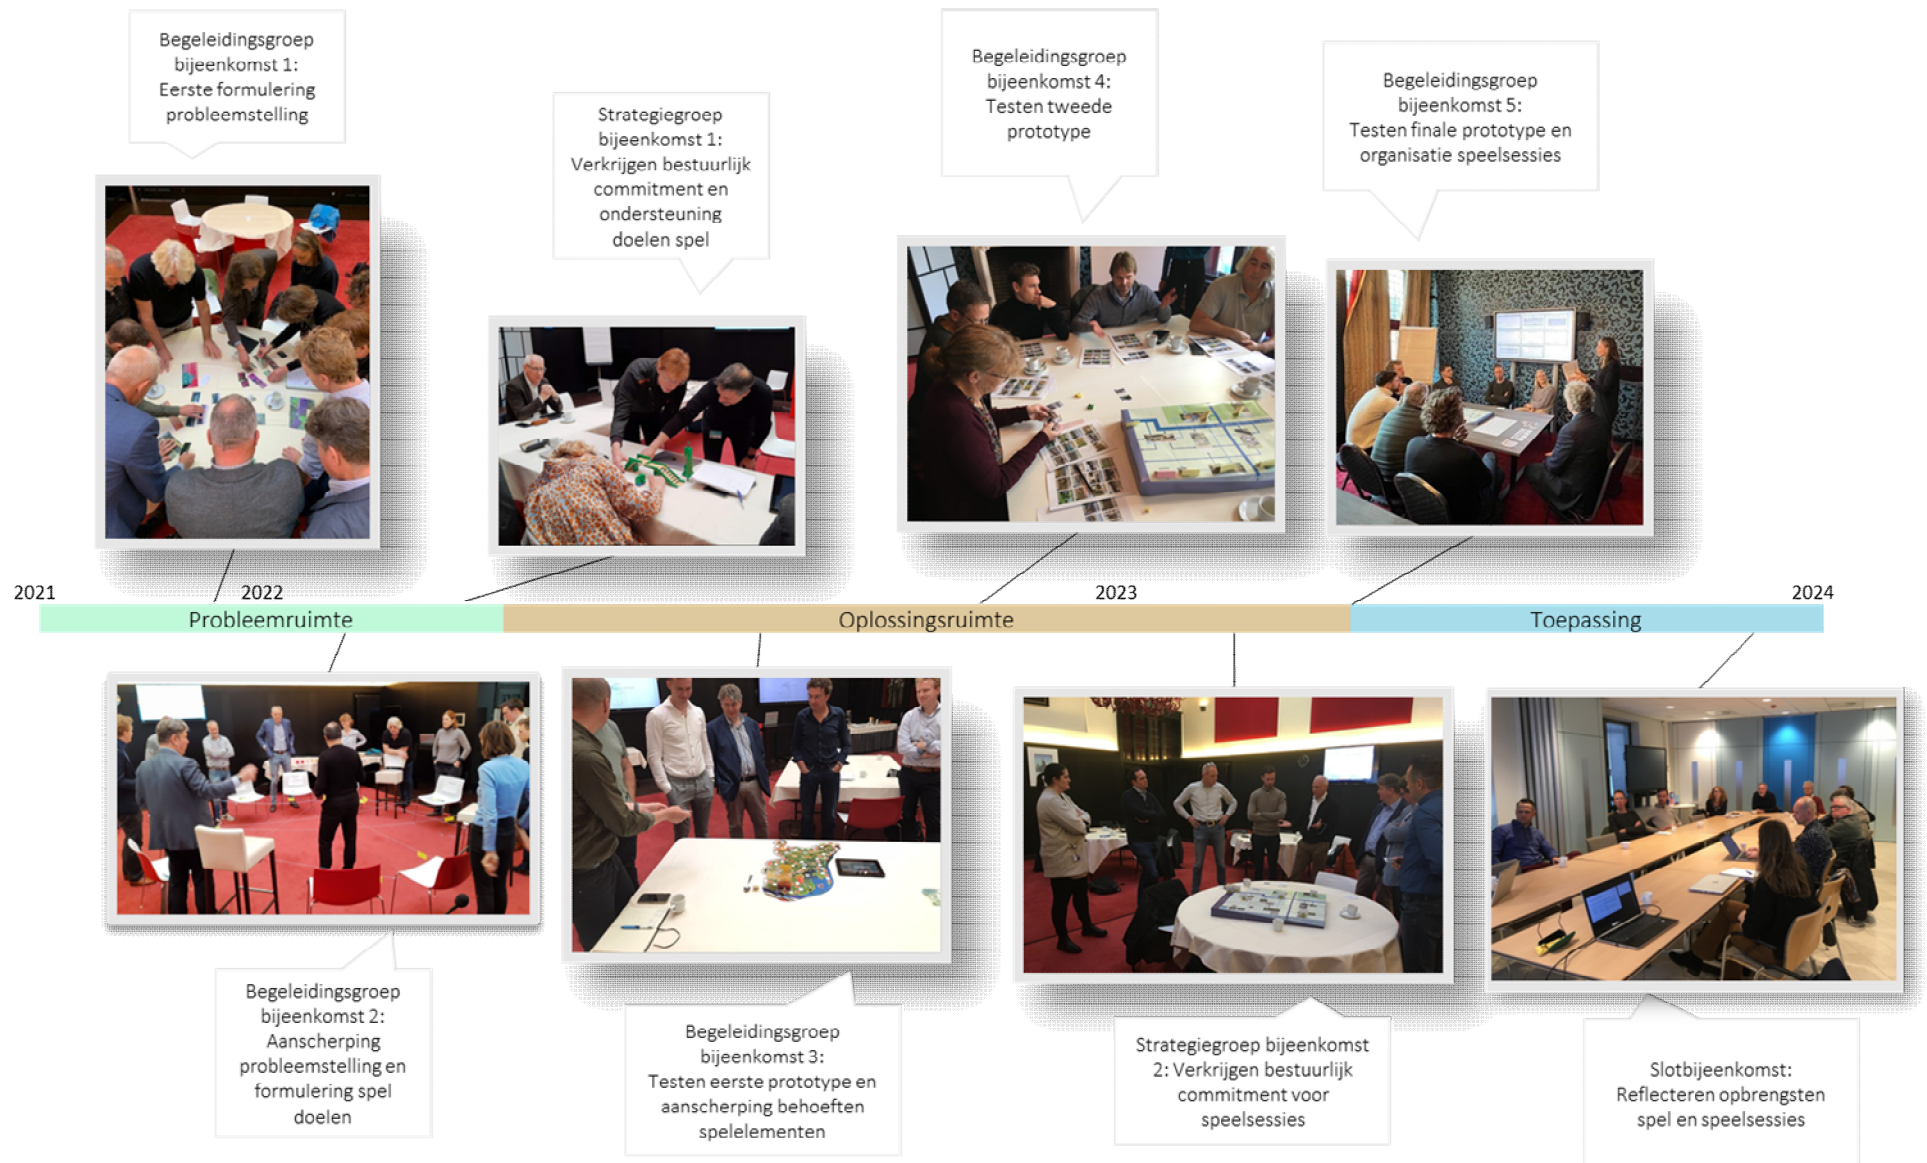 Begeleidingsgroep
bijeenkomst 1:
Eerste formulering
probleemstelling
Strategiegroep
bijeenkomst 1:
Verkrijgen bestuurlijk
commitment en
ondersteuning
doelen spel
Begeleidingsgroep
bijeenkomst 4:
Testen tweede
prototype
Begeleidingsgroep
bijeenkomst 5:
Testen finale prototype en
organisatie speelsessies
2021
2022
2023
2024
Probleemruimte
Oplossingsruimte
Toepassing
Begeleidingsgroep
bijeenkomst 2:
Aanscherping
probleemstelling en
formulering spel
doelen
Begeleidingsgroep
bijeenkomst 3:
Testen eerste prototype en
aanscherping behoeften
spelelementen
Strategiegroep bijeenkomst
2: Verkrijgen bestuurlijk
commitment voor
speelsessies
Slotbijeenkomst:
Reflecteren opbrengsten
spel en speelsessies